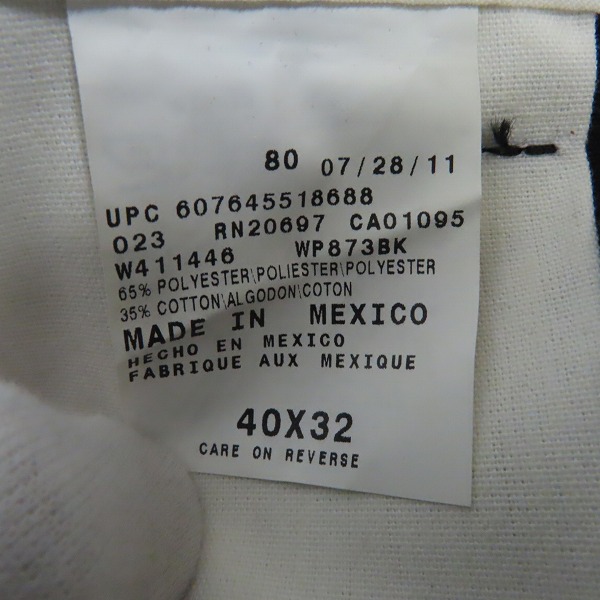 80 07/28/11
UPC 607645518688
023 RN20697 CA01095
W411446 WP873BK
65% POLYESTER\POLIESTER\POLYESTER
35% COTTON\ALGODON\COTON
MADE IN MEXICO
HECHO EN MEXICO
FABRIQUE AUX MEXIQUE
40X32
CARE ON REVERSE